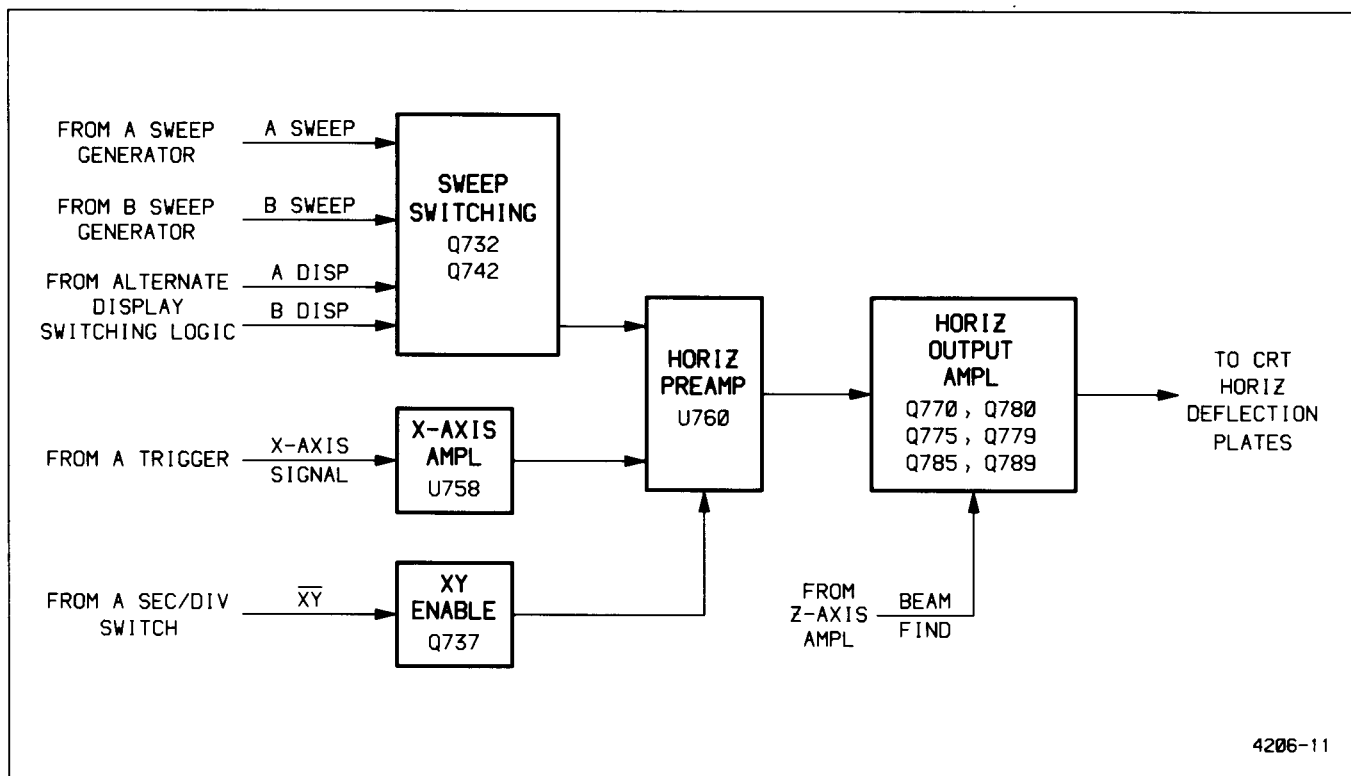 FROM A SWEEP
GENERATOR
A SWEEP
FROM B SWEEP
GENERATOR
B SWEEP
FROM ALTERNATE
DISPLAY
SWITCHING LOGIC
A DISP
B DISP
SWEEP
SWITCHING
Q732
Q742
FROM A TRIGGER
X-AXIS
SIGNAL
X-AXIS
AMPL
U758
FROM A SEC/DIV
SWITCH
X̅Y̅
XY
ENABLE
Q737
HORIZ
PREAMP
U760
HORIZ
OUTPUT
AMPL
Q770, Q780
Q775, Q779
Q785, Q789
FROM
Z-AXIS
AMPL
BEAM
FIND
TO CRT
HORIZ
DEFLECTION
PLATES
4206-11